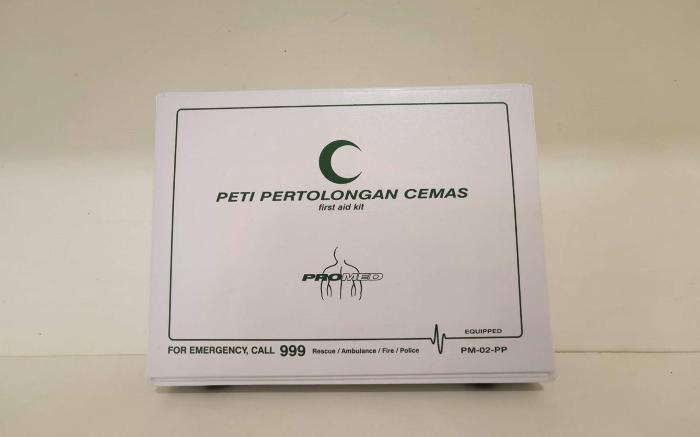 PETI PERTOLONGAN CEMAS
first aid kit
PROMED
EQUIPPED
FOR EMERGENCY, CALL 999 Rescue / Ambulance / Fire / Police PM-02-PP